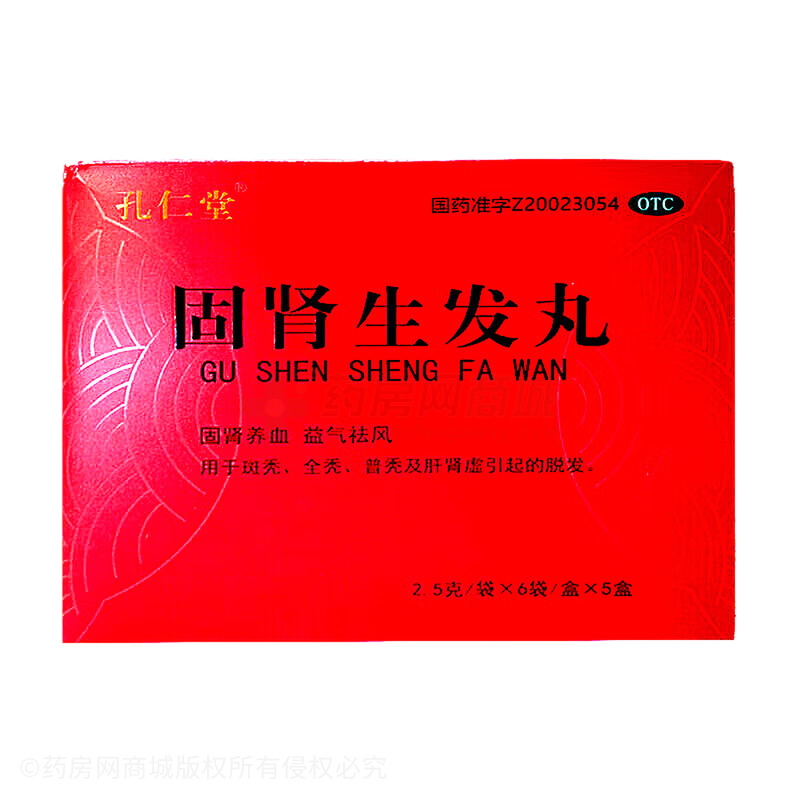 孔仁堂®
国药准字Z20023054 OTC
固肾生发丸
GU SHEN SHENG FA WAN
药房网商城
固肾养血 益气祛风
用于斑秃、全秃、普秃及肝肾虚引起的脱发。
2.5克/袋×6袋/盒×5盒
©药房网商城版权所有侵权必究